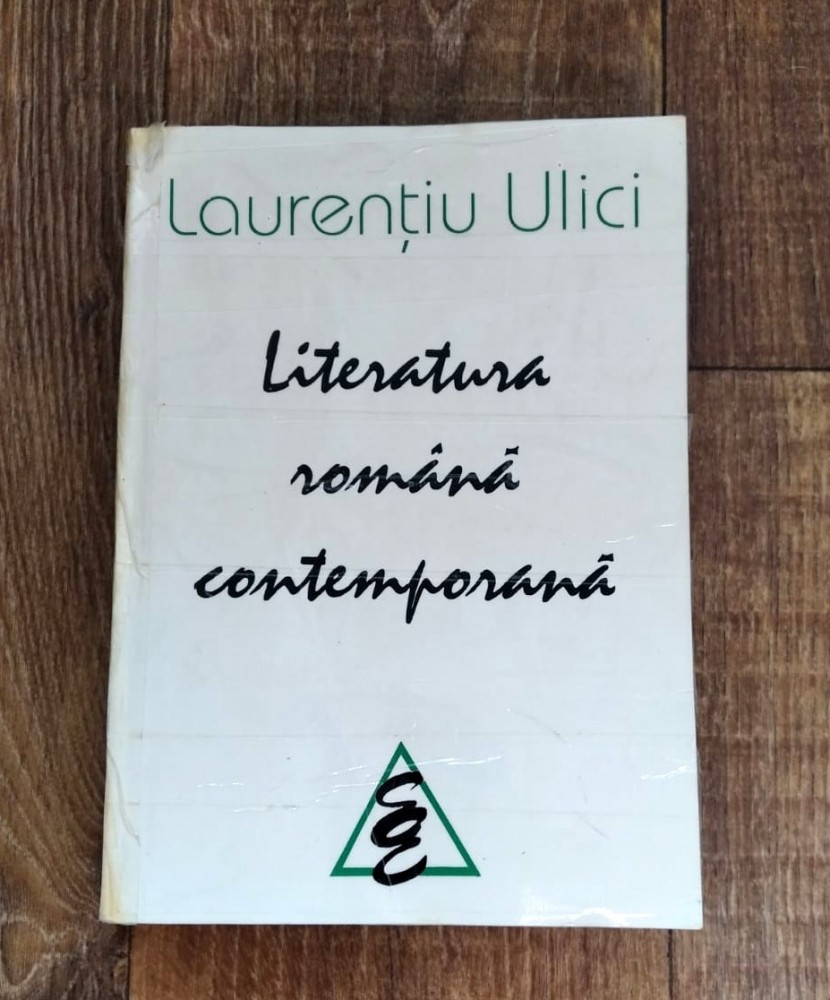 Laurențiu Ulici
Literatura
română
contemporană